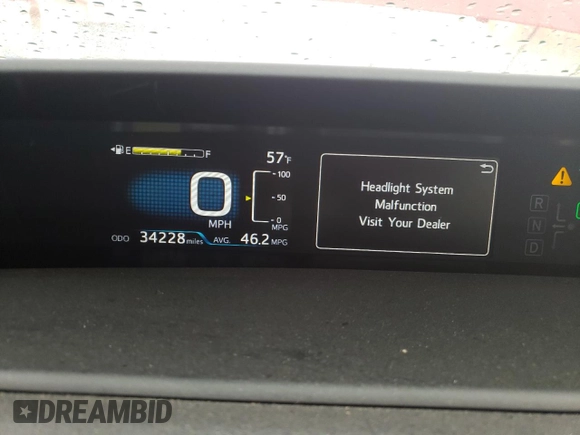 E F
57°F
100
Headlight System
Malfunction
Visit Your Dealer
0
50
MPH
0
MPG
ODO 34228 miles AVG. 46.2 MPG
R
N
D
DREAMBID